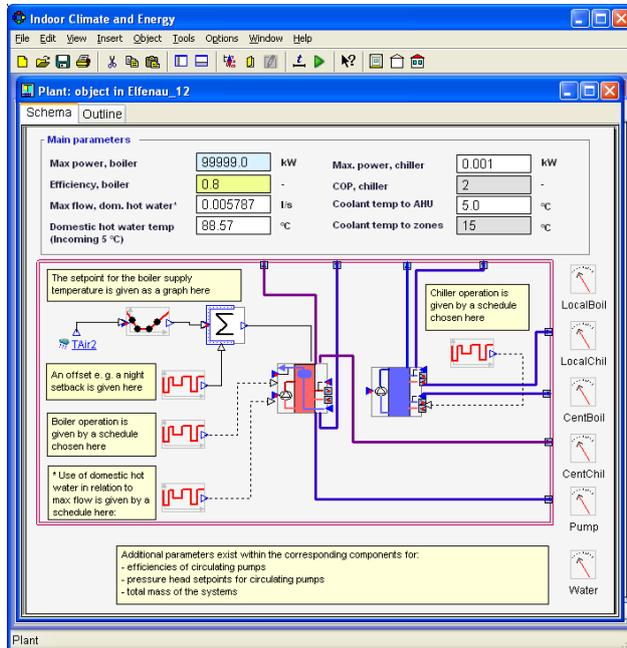 Indoor Climate and Energy
File Edit View Insert Object Tools Options Window Help
Plant: object in Elfenau_12
Schema Outline
Main parameters
Max power, boiler 99999.0 kW
Max. power, chiller 0.001 kW
Efficiency, boiler 0.8 -
COP, chiller 2 -
Max flow, dom. hot water* 0.005787 l/s
Coolant temp to AHU 5.0 °C
Domestic hot water temp 88.57 °C
(Incoming 5 °C)
Coolant temp to zones 15 °C
The setpoint for the boiler supply
temperature is given as a graph here
TAir2
Σ
An offset e. g. a night
setback is given here
Boiler operation is
given by a schedule
chosen here
* Use of domestic hot
water in relation to
max flow is given by a
schedule here:
Chiller operation is
given by a schedule
chosen here
LocalBoil
LocalChil
CentBoil
CentChil
Pump
Water
Additional parameters exist within the corresponding components for:
- efficiencies of circulating pumps
- pressure head setpoints for circulating pumps
- total mass of the systems
Plant